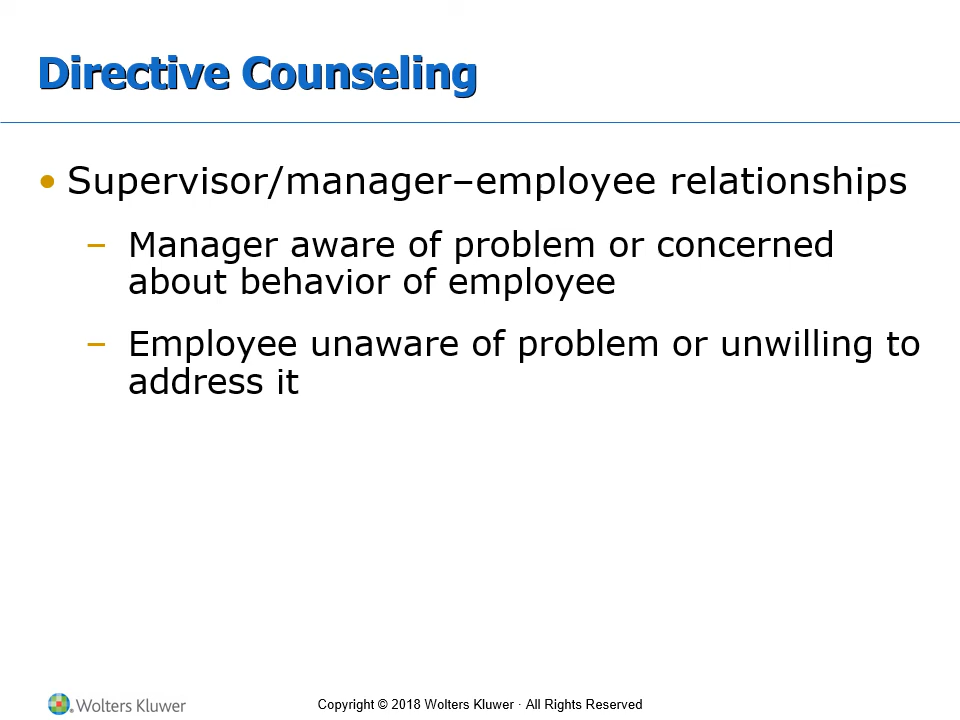 Directive Counseling
• Supervisor/manager–employee relationships
– Manager aware of problem or concerned
about behavior of employee
– Employee unaware of problem or unwilling to
address it
Wolters Kluwer
Copyright © 2018 Wolters Kluwer · All Rights Reserved